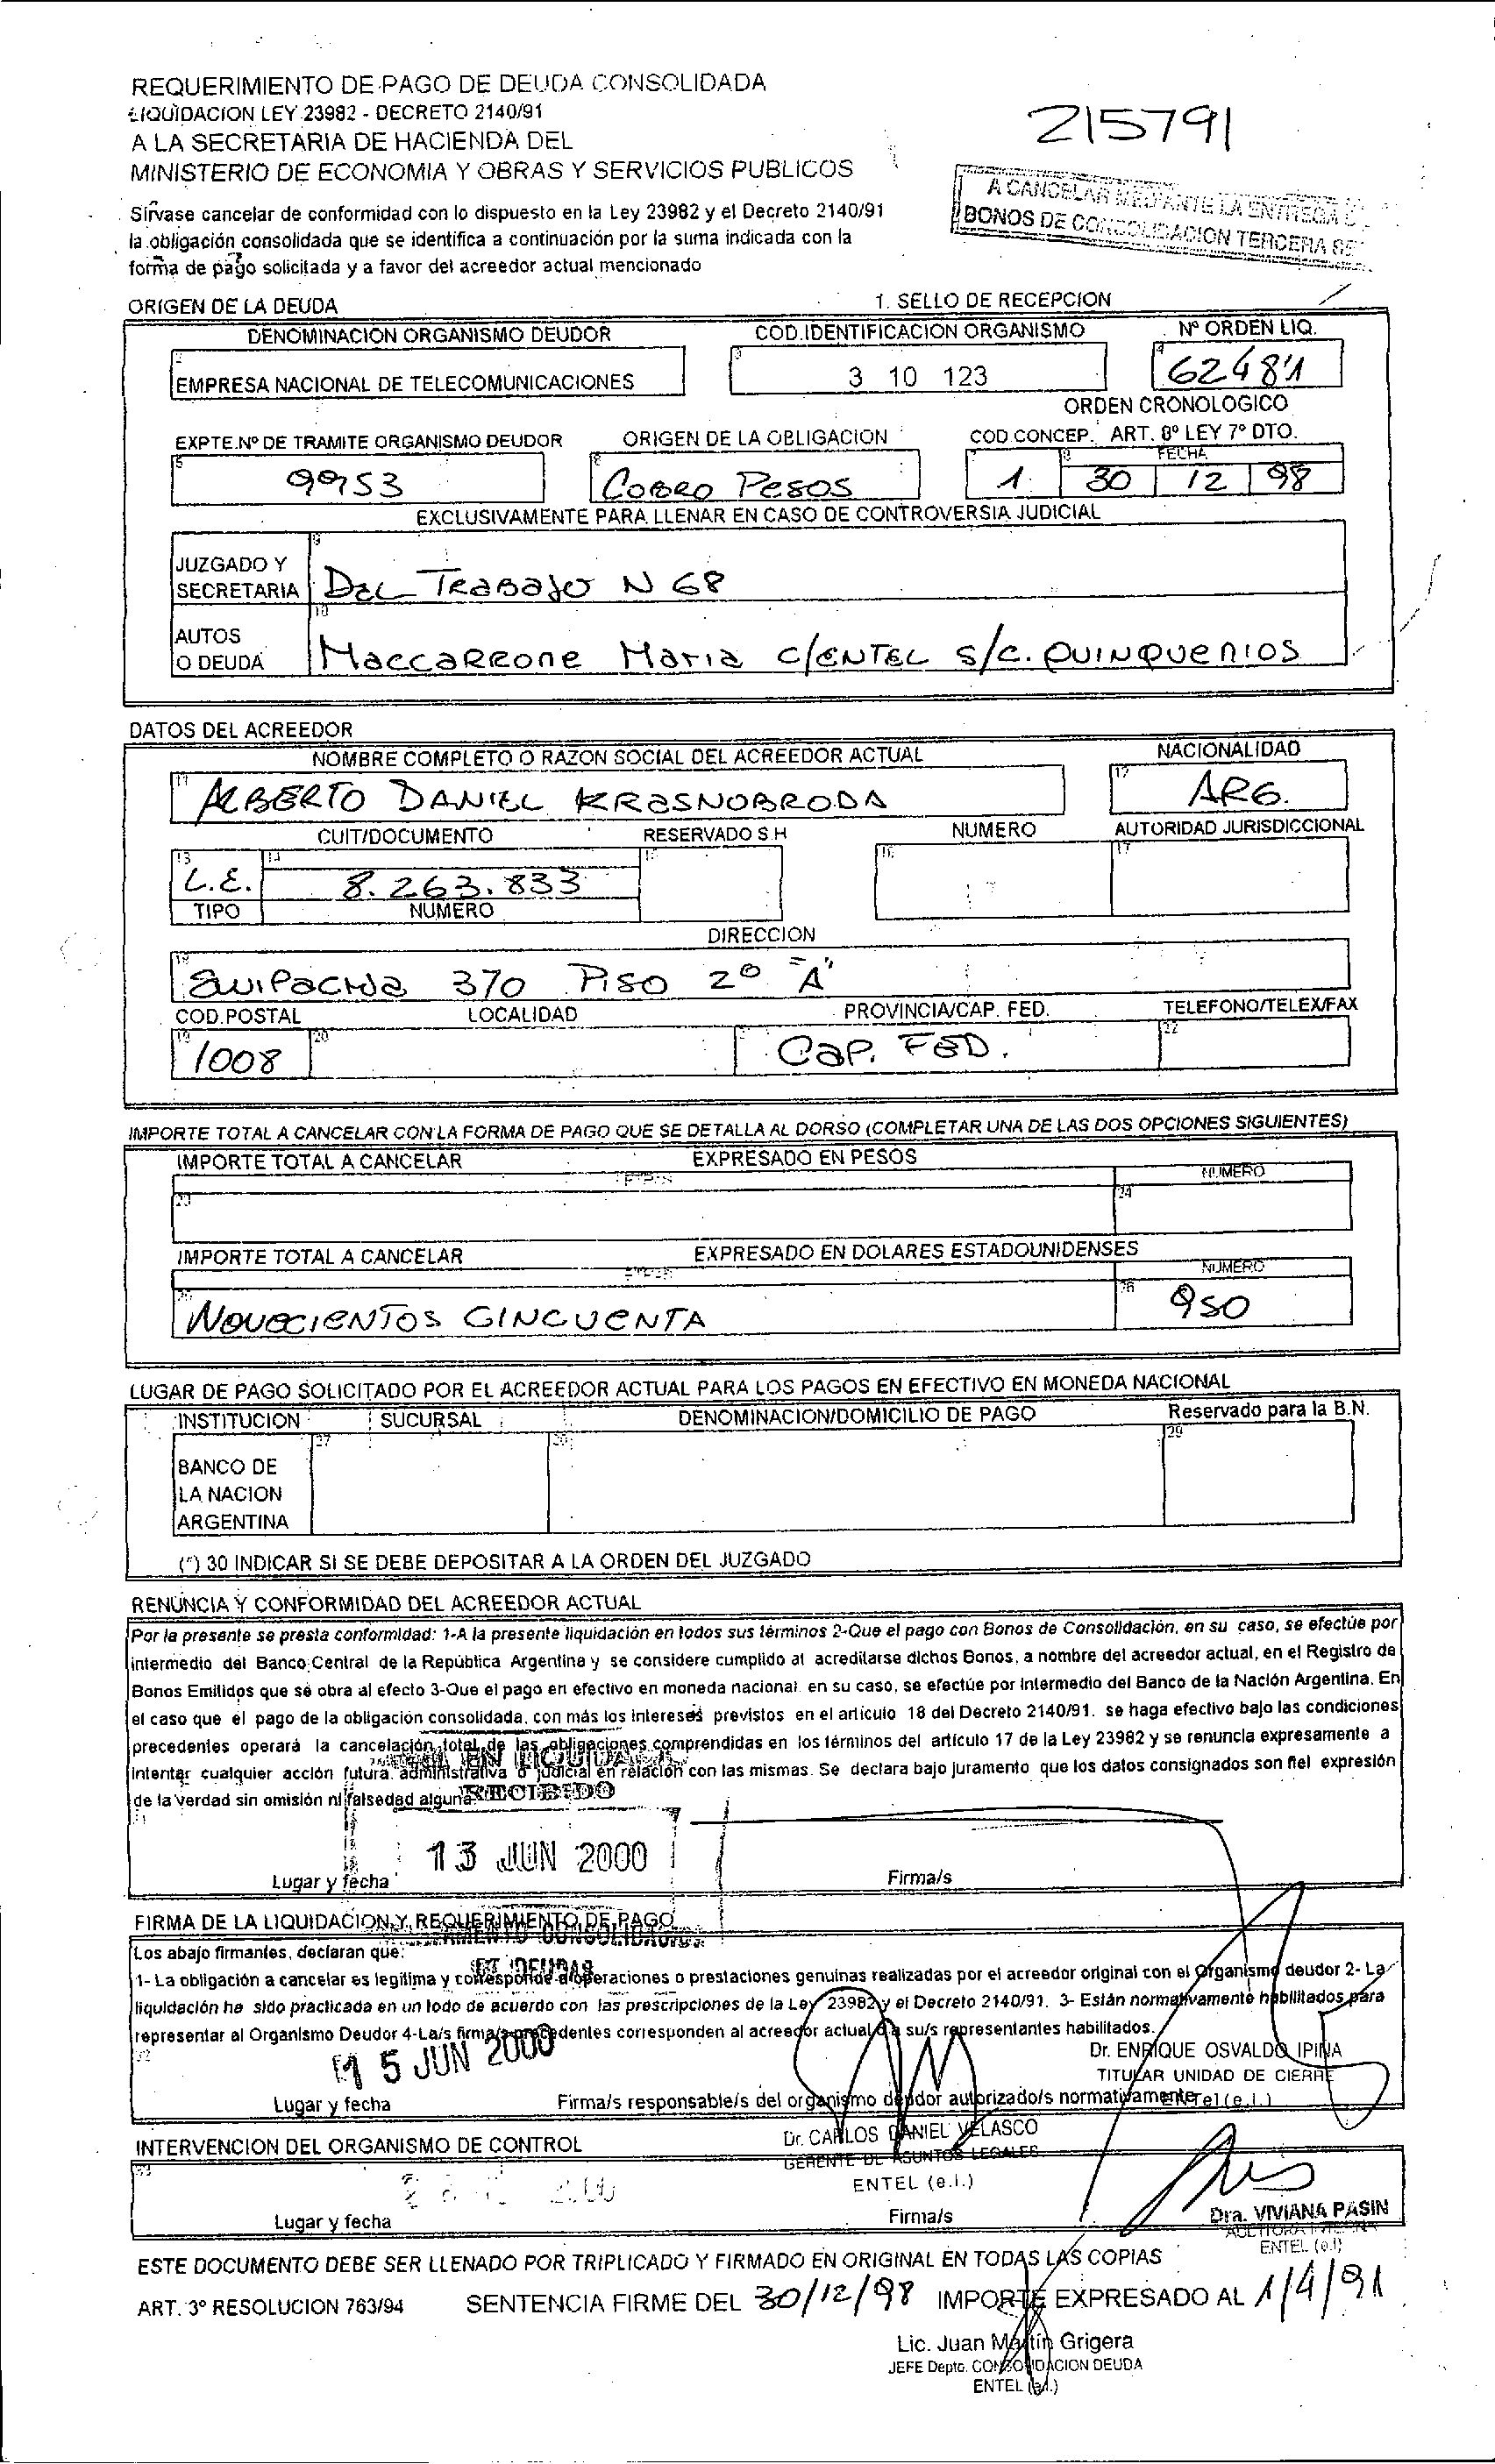 REQUERIMIENTO DE PAGO DE DEUDA CONSOLIDADA
LIQUIDACION LEY 23982 - DECRETO 2140/91
A LA SECRETARIA DE HACIENDA DEL
MINISTERIO DE ECONOMIA Y OBRAS Y SERVICIOS PUBLICOS
215791
A CANCELAR MEDIANTE LA ENTREGA
BONOS DE CONSOLIDACION TERCERA
Sírvase cancelar de conformidad con lo dispuesto en la Ley 23982 y el Decreto 2140/91
la obligación consolidada que se identifica a continuación por la suma indicada con la
forma de pago solicitada y a favor del acreedor actual mencionado
ORIGEN DE LA DEUDA
1. SELLO DE RECEPCION
DENOMINACION ORGANISMO DEUDOR COD.IDENTIFICACION ORGANISMO Nº ORDEN LIQ.
EMPRESA NACIONAL DE TELECOMUNICACIONES 3 10 123 62481
ORDEN CRONOLOGICO
EXPTE.Nº DE TRAMITE ORGANISMO DEUDOR ORIGEN DE LA OBLIGACION COD.CONCEP. ART. 8º LEY 7º DTO.
FECHA
9953 COBRO PESOS 1 30 12 98
EXCLUSIVAMENTE PARA LLENAR EN CASO DE CONTROVERSIA JUDICIAL
JUZGADO Y
SECRETARIA DEL TRABAJO N 68
AUTOS
O DEUDA MACCARRONE MARIA C/ENTEL S/C. QUINQUENIOS
DATOS DEL ACREEDOR
NOMBRE COMPLETO O RAZON SOCIAL DEL ACREEDOR ACTUAL NACIONALIDAD
ALBERTO DANIEL KRASNOBRODA ARG.
CUIT/DOCUMENTO RESERVADO S.H NUMERO AUTORIDAD JURISDICCIONAL
L.E. 8.263.833
TIPO NUMERO
DIRECCION
SUIPACHA 370 PISO 2º "A"
COD.POSTAL LOCALIDAD PROVINCIA/CAP. FED. TELEFONO/TELEX/FAX
1008 CAP. FED.
IMPORTE TOTAL A CANCELAR CON LA FORMA DE PAGO QUE SE DETALLA AL DORSO (COMPLETAR UNA DE LAS DOS OPCIONES SIGUIENTES)
IMPORTE TOTAL A CANCELAR EXPRESADO EN PESOS
NUMERO
IMPORTE TOTAL A CANCELAR EXPRESADO EN DOLARES ESTADOUNIDENSES
NUMERO
NOVECIENTOS CINCUENTA 950
LUGAR DE PAGO SOLICITADO POR EL ACREEDOR ACTUAL PARA LOS PAGOS EN EFECTIVO EN MONEDA NACIONAL
INSTITUCION SUCURSAL DENOMINACION/DOMICILIO DE PAGO Reservado para la B.N.
BANCO DE
LA NACION
ARGENTINA
(*) 30 INDICAR SI SE DEBE DEPOSITAR A LA ORDEN DEL JUZGADO
RENUNCIA Y CONFORMIDAD DEL ACREEDOR ACTUAL
Por la presente se presta conformidad: 1-A la presente liquidación en todos sus términos 2-Que el pago con Bonos de Consolidación, en su caso, se efectúe por
intermedio del Banco Central de la República Argentina y se considere cumplido al acreditarse dichos Bonos, a nombre del acreedor actual, en el Registro de
Bonos Emitidos que se obra al efecto 3-Que el pago en efectivo en moneda nacional en su caso, se efectúe por Intermedio del Banco de la Nación Argentina. En
el caso que el pago de la obligación consolidada, con más los intereses previstos en el artículo 18 del Decreto 2140/91. se haga efectivo bajo las condiciones
precedentes operará la cancelación total de las obligaciones comprendidas en los términos del artículo 17 de la Ley 23982 y se renuncia expresamente a
intentar cualquier acción futura administrativa o judicial en relación con las mismas. Se declara bajo juramento que los datos consignados son fiel expresión
de la verdad sin omisión ni falsedad alguna
EN LIQUIDAC
RECIBIDO
13 JUN 2000
Lugar y fecha Firma/s
FIRMA DE LA LIQUIDACION Y REQUERIMIENTO DE PAGO
Los abajo firmantes, declaran que:
DE DEUDAS
1- La obligación a cancelar es legítima y corresponde a operaciones o prestaciones genuinas realizadas por el acreedor original con el Organismo deudor 2- La
liquidación ha sido practicada en un todo de acuerdo con las prescripciones de la Ley 23982 y el Decreto 2140/91. 3- Están normativamente habilitados para
representar al Organismo Deudor 4-La/s firma/s precedentes corresponden al acreedor actual o a su/s representantes habilitados.
15 JUN 2000
Dr. ENRIQUE OSVALDO IPIÑA
TITULAR UNIDAD DE CIERRE
ENTel (e.l.)
Lugar y fecha Firma/s responsable/s del organismo deudor autorizado/s normativamente
INTERVENCION DEL ORGANISMO DE CONTROL
Dr. CARLOS DANIEL VELASCO
GERENTE DE ASUNTOS LEGALES
ENTEL (e.l.)
Lugar y fecha Firma/s
Dra. VIVIANA PASIN
AUDITORA INTERNA
ENTEL (e.l)
ESTE DOCUMENTO DEBE SER LLENADO POR TRIPLICADO Y FIRMADO EN ORIGINAL EN TODAS LAS COPIAS
ART. 3º RESOLUCION 763/94 SENTENCIA FIRME DEL 30/12/98 IMPORTE EXPRESADO AL 1/4/91
Lic. Juan Martín Grigera
JEFE Depto. CONSOLIDACION DEUDA
ENTEL (e.l.)